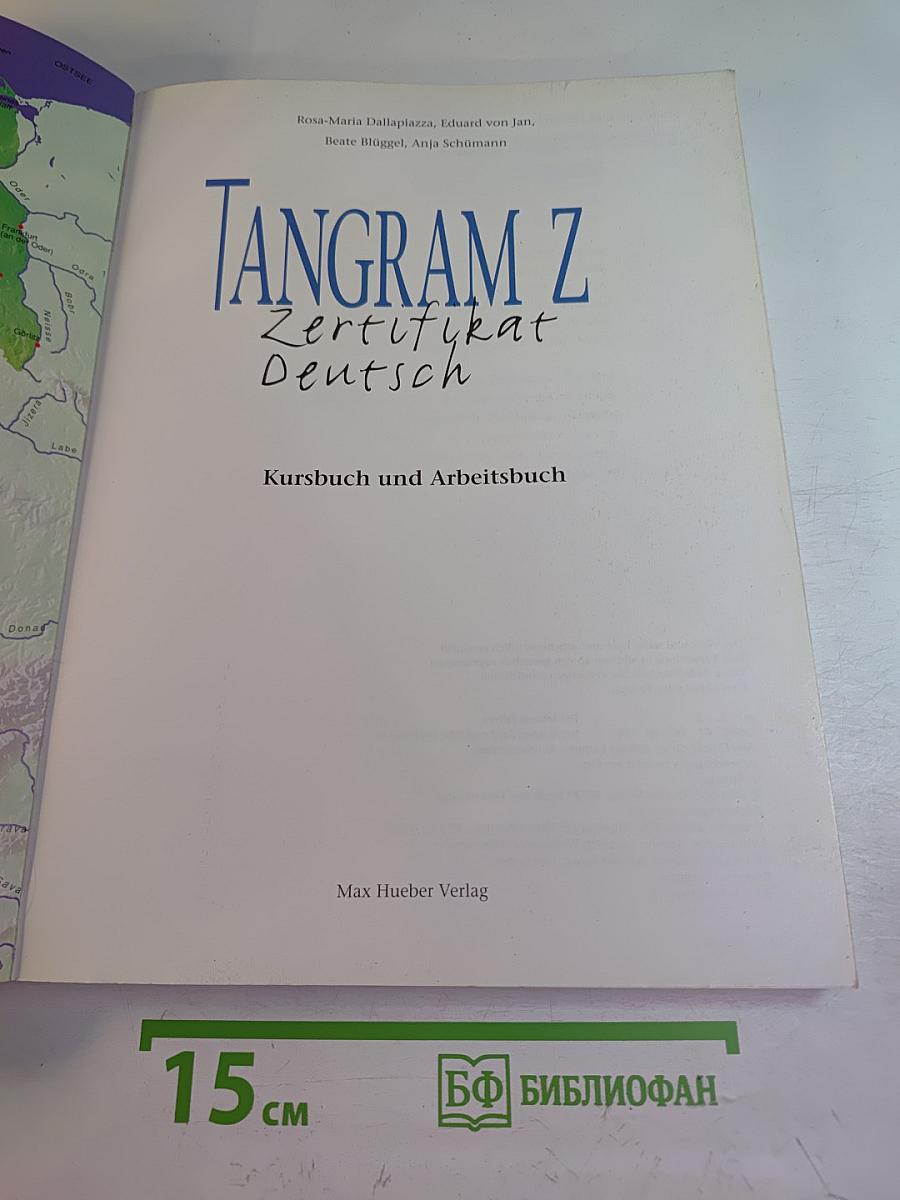 OSTSEE
Oder
Frankfurt
(an der Oder)
Odra
Bobr
Neisse
Görlitz
Jizera
Labe
Donau
Rosa-Maria Dallapiazza, Eduard von Jan,
Beate Blüggel, Anja Schümann
TANGRAM Z
Zertifikat
Deutsch
Kursbuch und Arbeitsbuch
Max Hueber Verlag
15 см
БФ БИБЛИОФАН